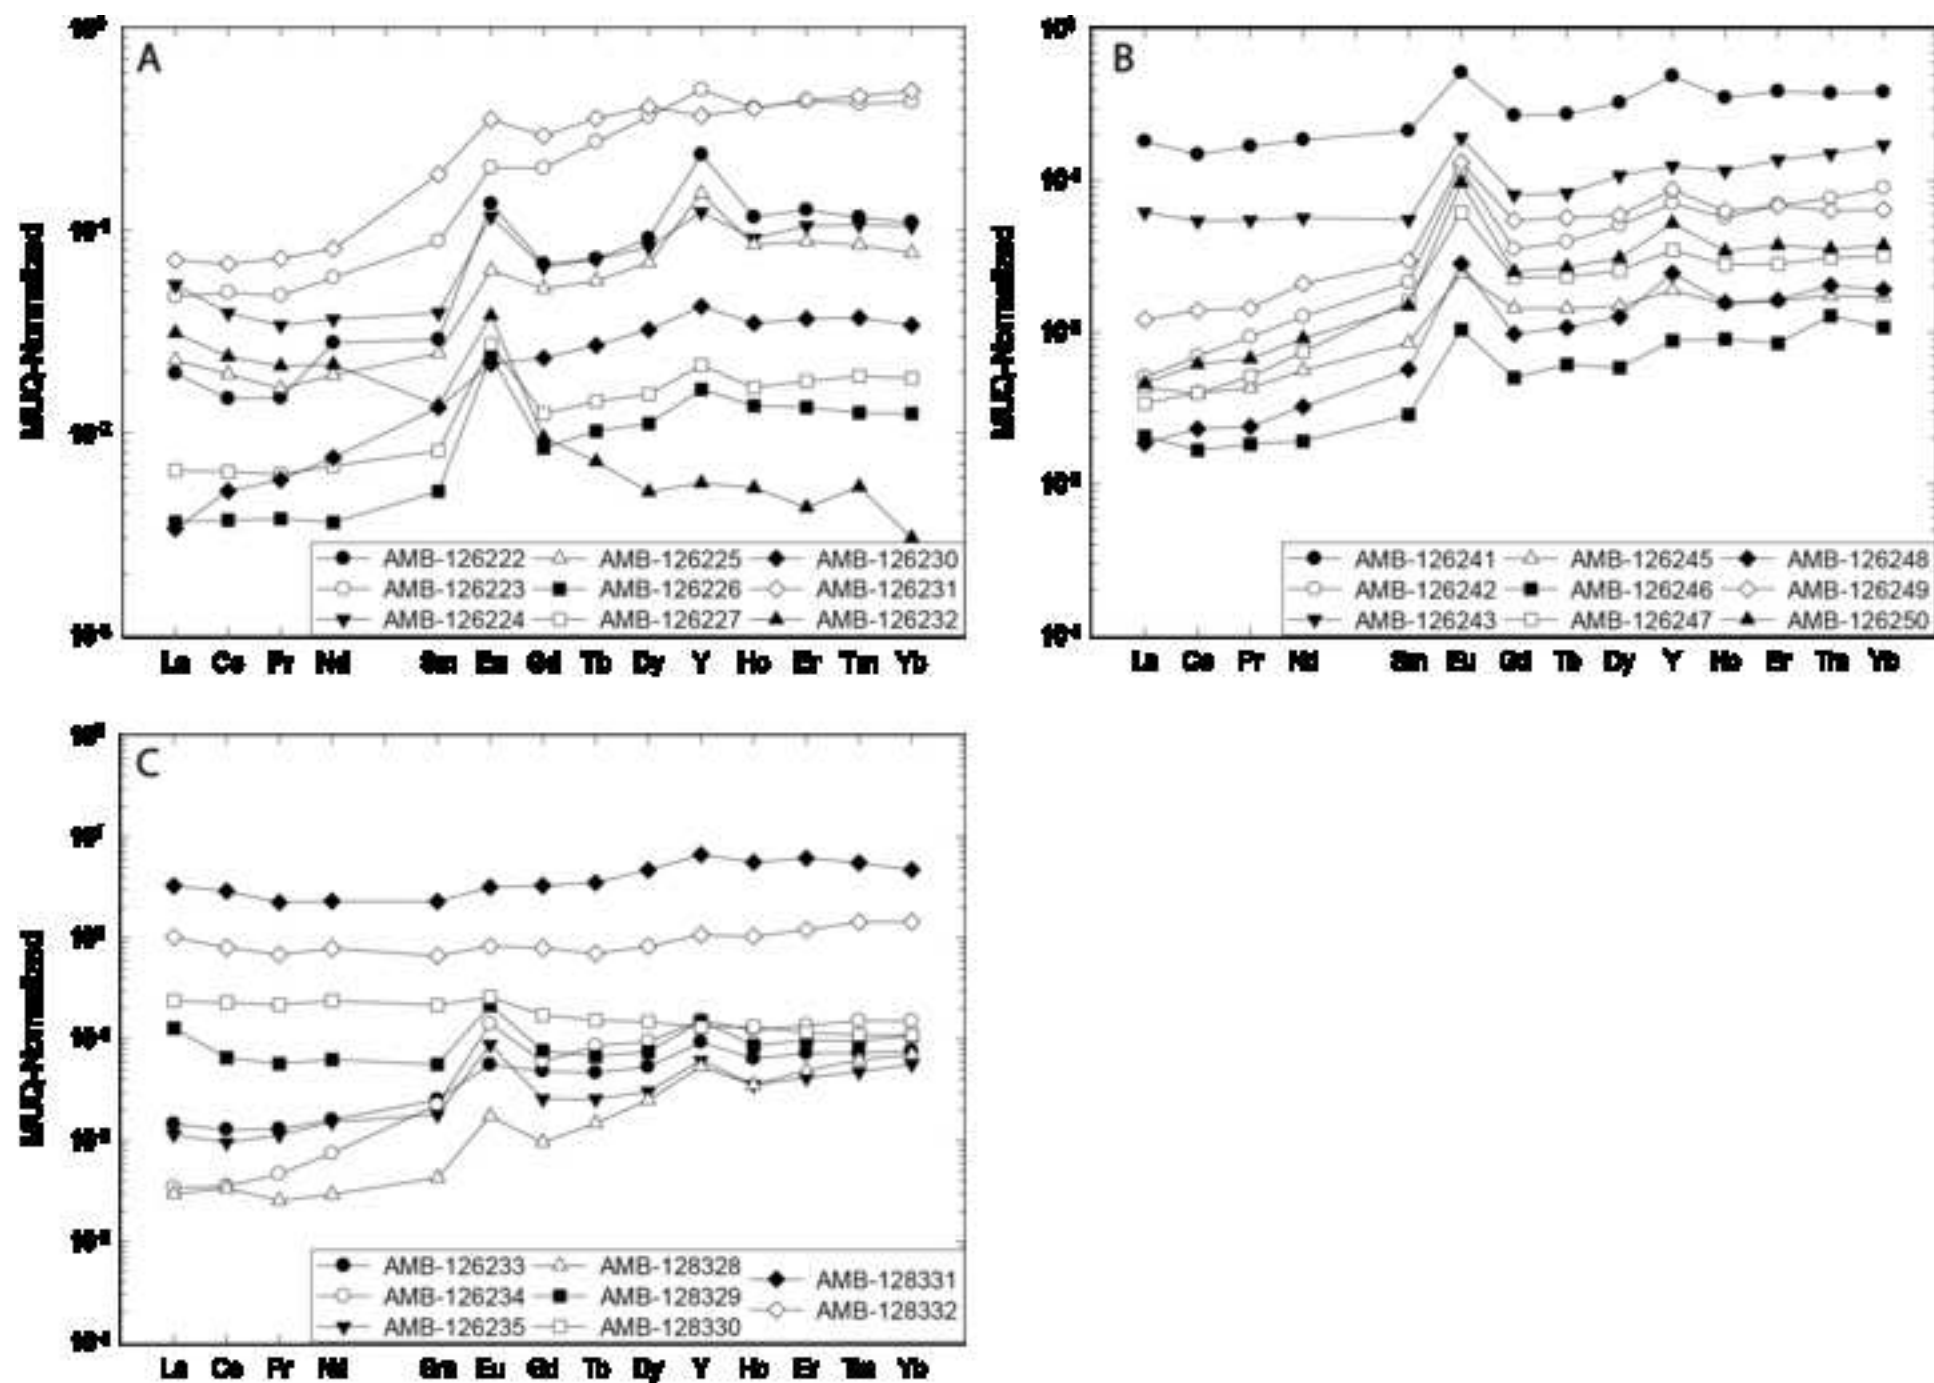 A
MUQ-Normalized
10-1
AMB-126222 AMB-126225 AMB-126230
AMB-126223 AMB-126226 AMB-126231
AMB-126224 AMB-126227 AMB-126232
La Ce Pr Nd Sm Eu Gd Tb Dy Y Ho Er Tm Yb
B
MUQ-Normalized
AMB-126241 AMB-126245 AMB-126248
AMB-126242 AMB-126246 AMB-126249
AMB-126243 AMB-126247 AMB-126250
La Ce Pr Nd Sm Eu Gd Tb Dy Y Ho Er Tm Yb
C
MUQ-Normalized
AMB-126233 AMB-128328 AMB-128331
AMB-126234 AMB-128329 AMB-128332
AMB-126235 AMB-128330
La Ce Pr Nd Sm Eu Gd Tb Dy Y Ho Er Tm Yb